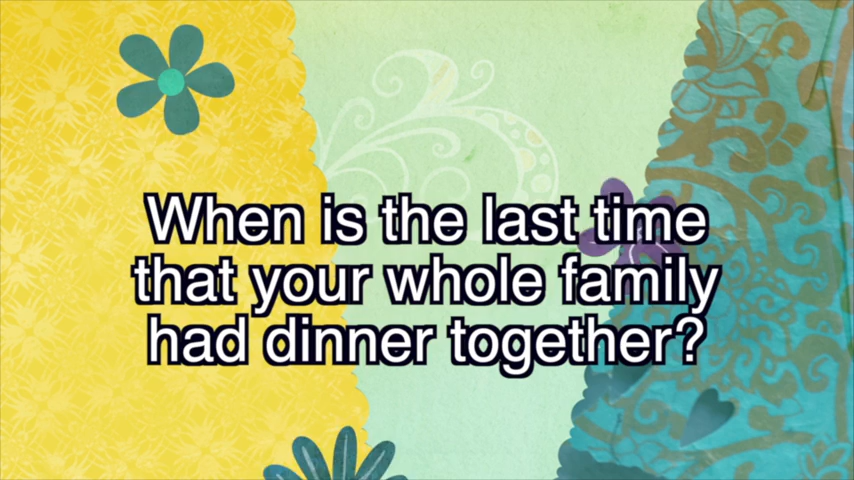 When is the last time
that your whole family
had dinner together?